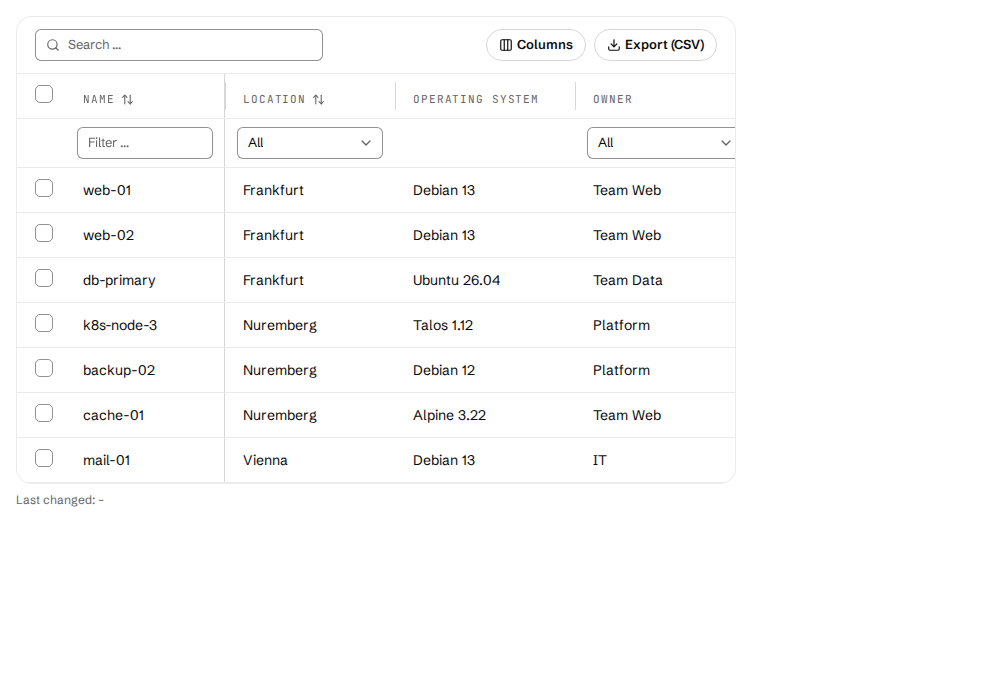 Search ... Columns Export (CSV)
NAME LOCATION OPERATING SYSTEM OWNER
Filter ... All All
web-01 Frankfurt Debian 13 Team Web
web-02 Frankfurt Debian 13 Team Web
db-primary Frankfurt Ubuntu 26.04 Team Data
k8s-node-3 Nuremberg Talos 1.12 Platform
backup-02 Nuremberg Debian 12 Platform
cache-01 Nuremberg Alpine 3.22 Team Web
mail-01 Vienna Debian 13 IT
Last changed: –